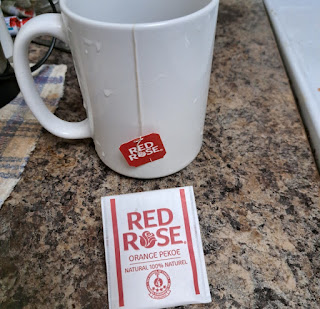 RED
ROSE®
RED
ROSE®
ORANGE PEKOE
NATURAL 100% NATUREL